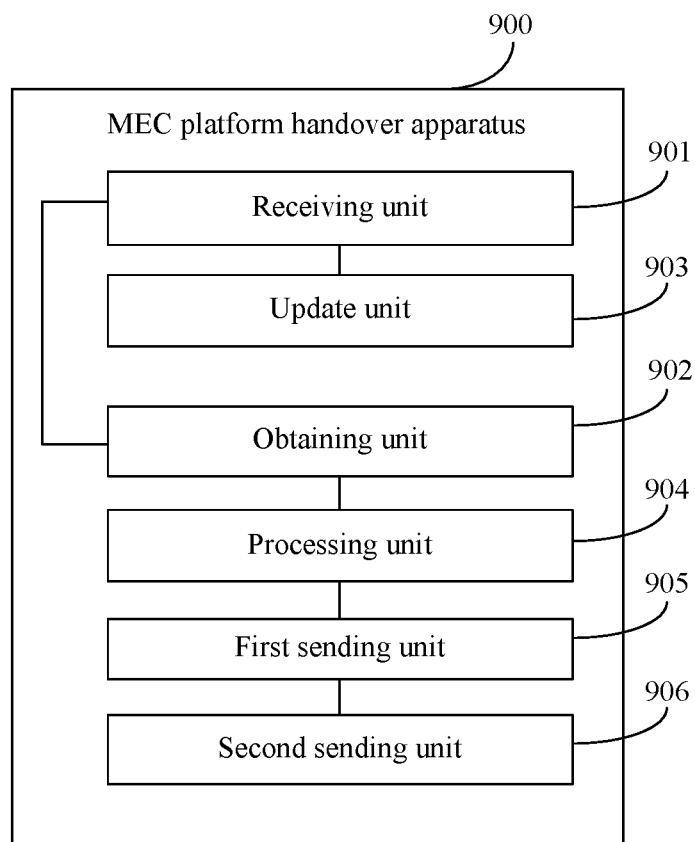 900
MEC platform handover apparatus
901
Receiving unit
903
Update unit
902
Obtaining unit
904
Processing unit
905
First sending unit
906
Second sending unit